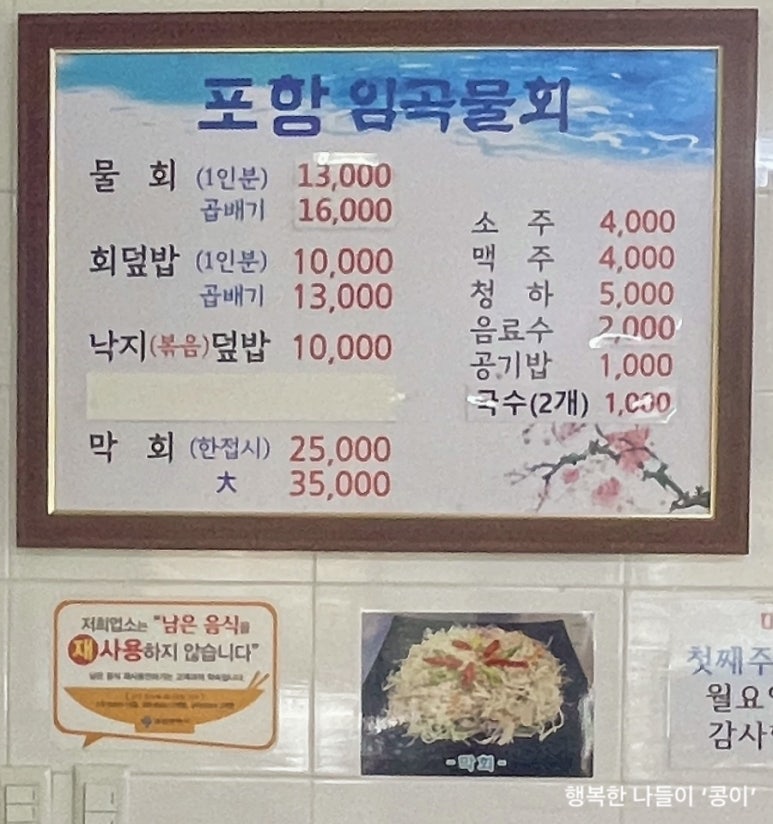 포항 임곡물회
물 회 (1인분) 13,000
곱배기 16,000
회덮밥 (1인분) 10,000
곱배기 13,000
낙지(볶음)덮밥 10,000
막 회 (한접시) 25,000
大 35,000
소 주 4,000
맥 주 4,000
청 하 5,000
음료수 2,000
공기밥 1,000
국수(2개) 1,000
저희업소는 "남은 음식을
재사용하지 않습니다"
-막회-
첫째주
월요
감사
행복한 나들이 '콩이'